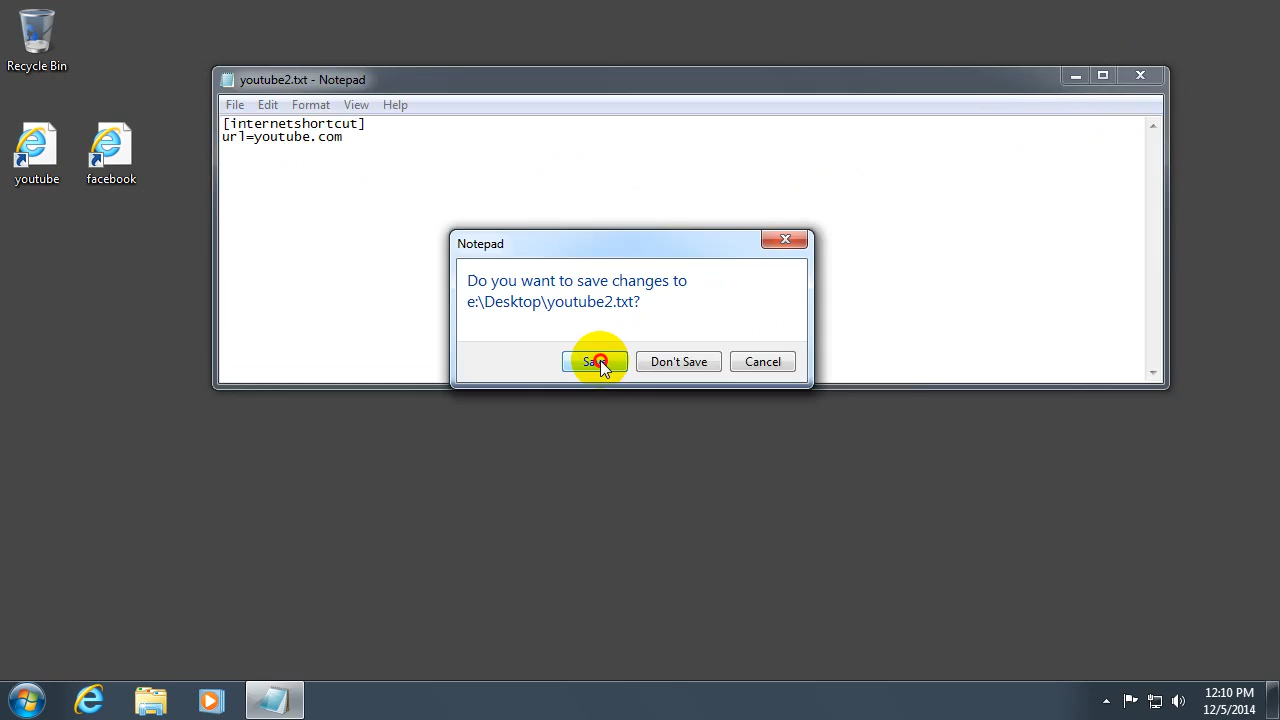 Recycle Bin
youtube
facebook
youtube2.txt - Notepad
File Edit Format View Help
[internetshortcut]
url=youtube.com
Notepad
Do you want to save changes to
e:\Desktop\youtube2.txt?
Save Don't Save Cancel
12:10 PM
12/5/2014